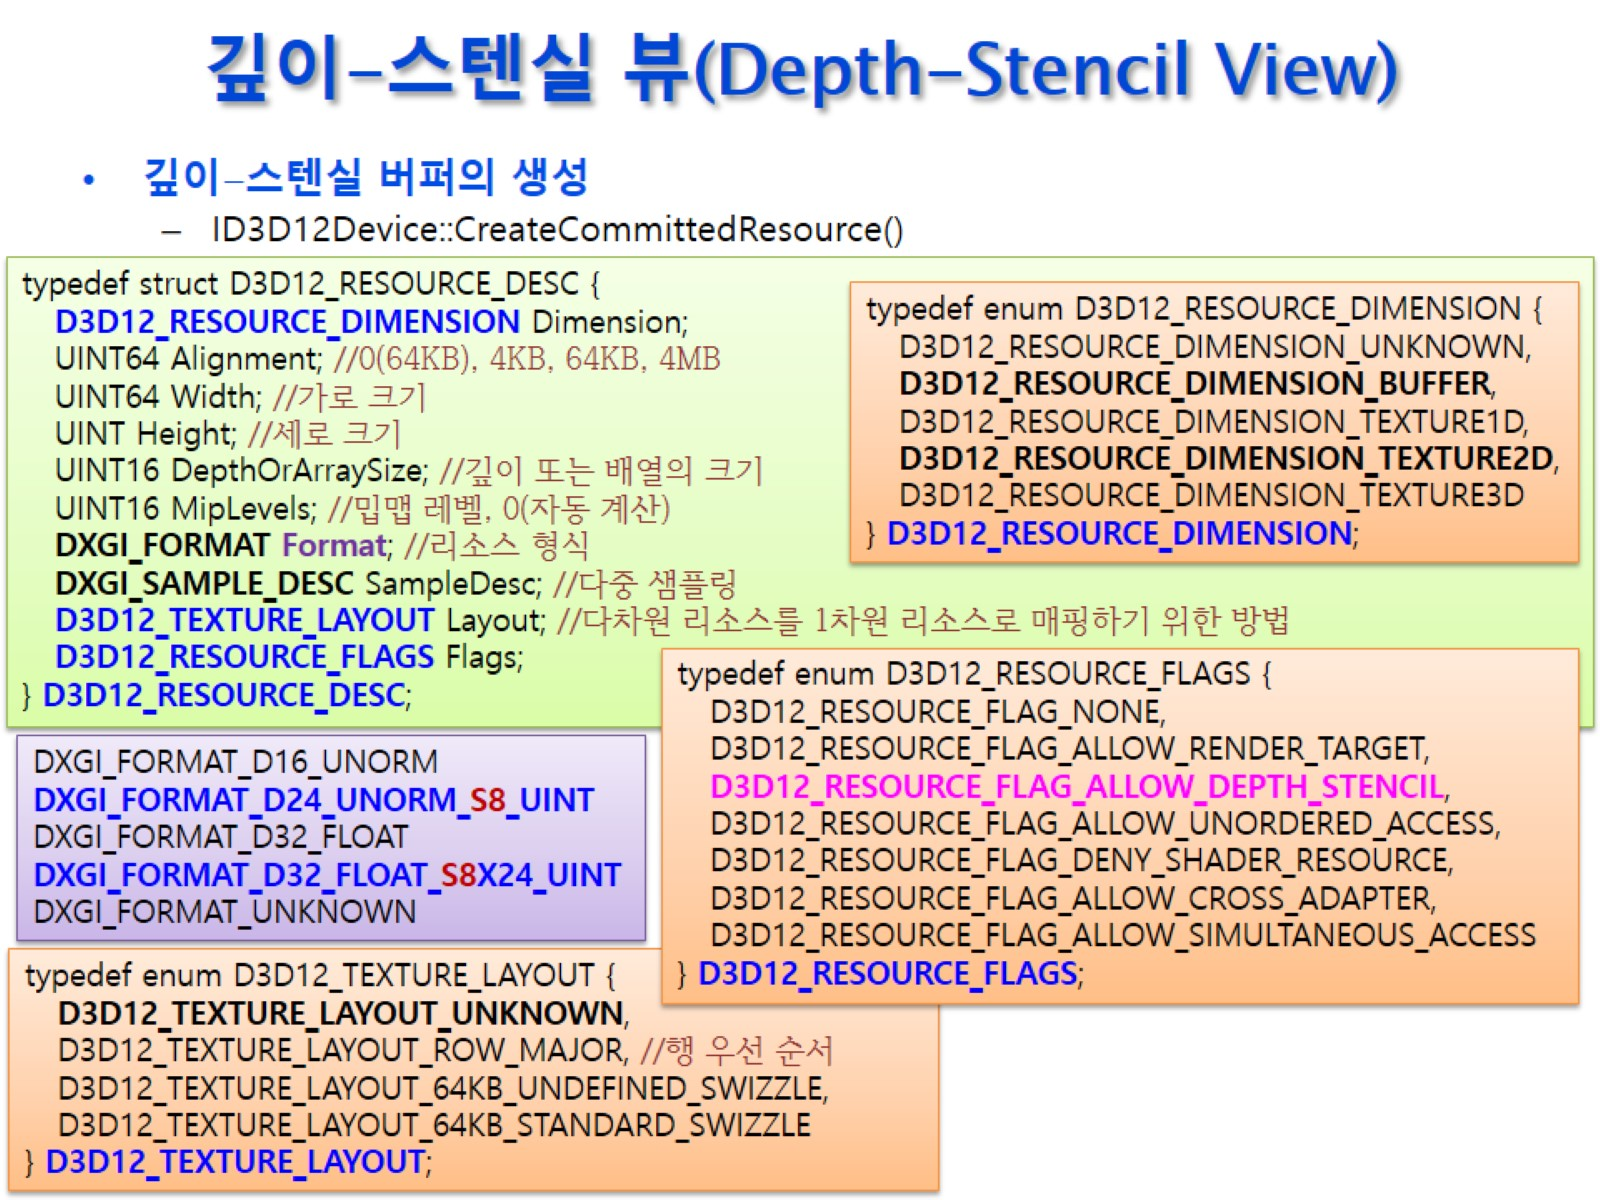 깊이-스텐실 뷰(Depth-Stencil View)
• 깊이-스텐실 버퍼의 생성
– ID3D12Device::CreateCommittedResource()
typedef struct D3D12_RESOURCE_DESC {
D3D12_RESOURCE_DIMENSION Dimension;
UINT64 Alignment; //0(64KB), 4KB, 64KB, 4MB
UINT64 Width; //가로 크기
UINT Height; //세로 크기
UINT16 DepthOrArraySize; //깊이 또는 배열의 크기
UINT16 MipLevels; //밉맵 레벨, 0(자동 계산)
DXGI_FORMAT Format; //리소스 형식
DXGI_SAMPLE_DESC SampleDesc; //다중 샘플링
D3D12_TEXTURE_LAYOUT Layout; //다차원 리소스를 1차원 리소스로 매핑하기 위한 방법
D3D12_RESOURCE_FLAGS Flags;
} D3D12_RESOURCE_DESC;
typedef enum D3D12_RESOURCE_DIMENSION {
D3D12_RESOURCE_DIMENSION_UNKNOWN,
D3D12_RESOURCE_DIMENSION_BUFFER,
D3D12_RESOURCE_DIMENSION_TEXTURE1D,
D3D12_RESOURCE_DIMENSION_TEXTURE2D,
D3D12_RESOURCE_DIMENSION_TEXTURE3D
} D3D12_RESOURCE_DIMENSION;
typedef enum D3D12_RESOURCE_FLAGS {
D3D12_RESOURCE_FLAG_NONE,
D3D12_RESOURCE_FLAG_ALLOW_RENDER_TARGET,
D3D12_RESOURCE_FLAG_ALLOW_DEPTH_STENCIL,
D3D12_RESOURCE_FLAG_ALLOW_UNORDERED_ACCESS,
D3D12_RESOURCE_FLAG_DENY_SHADER_RESOURCE,
D3D12_RESOURCE_FLAG_ALLOW_CROSS_ADAPTER,
D3D12_RESOURCE_FLAG_ALLOW_SIMULTANEOUS_ACCESS
} D3D12_RESOURCE_FLAGS;
DXGI_FORMAT_D16_UNORM
DXGI_FORMAT_D24_UNORM_S8_UINT
DXGI_FORMAT_D32_FLOAT
DXGI_FORMAT_D32_FLOAT_S8X24_UINT
DXGI_FORMAT_UNKNOWN
typedef enum D3D12_TEXTURE_LAYOUT {
D3D12_TEXTURE_LAYOUT_UNKNOWN,
D3D12_TEXTURE_LAYOUT_ROW_MAJOR, //행 우선 순서
D3D12_TEXTURE_LAYOUT_64KB_UNDEFINED_SWIZZLE,
D3D12_TEXTURE_LAYOUT_64KB_STANDARD_SWIZZLE
} D3D12_TEXTURE_LAYOUT;